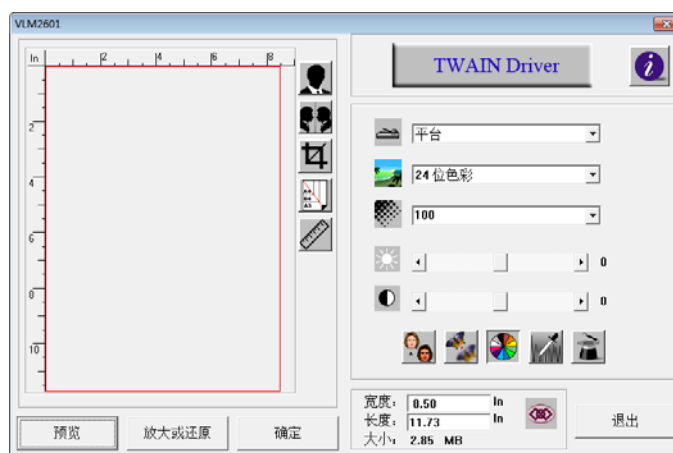 VLM2601
In 2 4 6 8
2
4
6
8
10
TWAIN Driver
i
平台
24 位色彩
100
0
0
宽度: 8.50 In
长度: 11.73 In
大小: 2.85 MB
预览 放大或还原 确定 退出